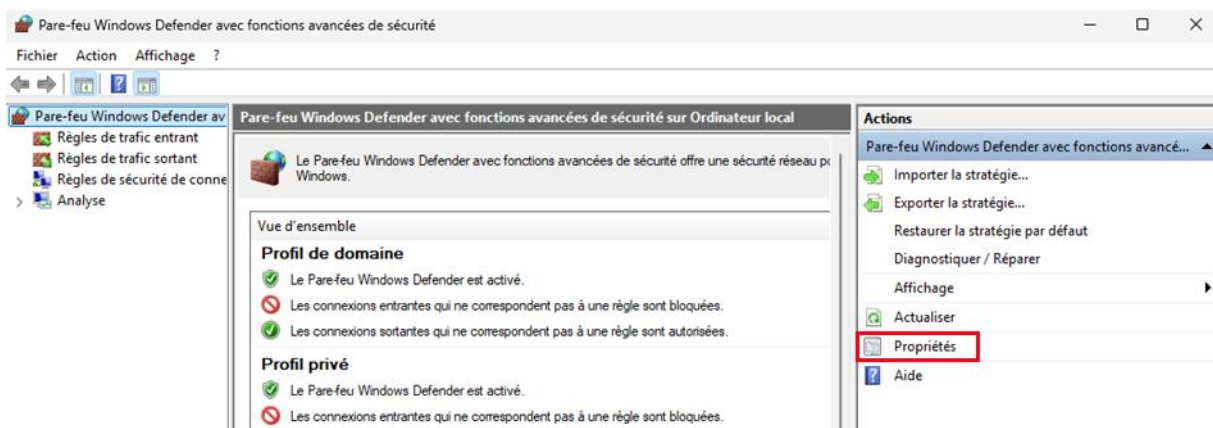 Pare-feu Windows Defender avec fonctions avancées de sécurité
Fichier Action Affichage ?
Pare-feu Windows Defender av
Règles de trafic entrant
Règles de trafic sortant
Règles de sécurité de conne
Analyse
Pare-feu Windows Defender avec fonctions avancées de sécurité sur Ordinateur local
Le Pare-feu Windows Defender avec fonctions avancées de sécurité offre une sécurité réseau po
Windows.
Vue d'ensemble
Profil de domaine
Le Pare-feu Windows Defender est activé.
Les connexions entrantes qui ne correspondent pas à une règle sont bloquées.
Les connexions sortantes qui ne correspondent pas à une règle sont autorisées.
Profil privé
Le Pare-feu Windows Defender est activé.
Les connexions entrantes qui ne correspondent pas à une règle sont bloquées.
Actions
Pare-feu Windows Defender avec fonctions avancé...
Importer la stratégie...
Exporter la stratégie...
Restaurer la stratégie par défaut
Diagnostiquer / Réparer
Affichage
Actualiser
Propriétés
Aide